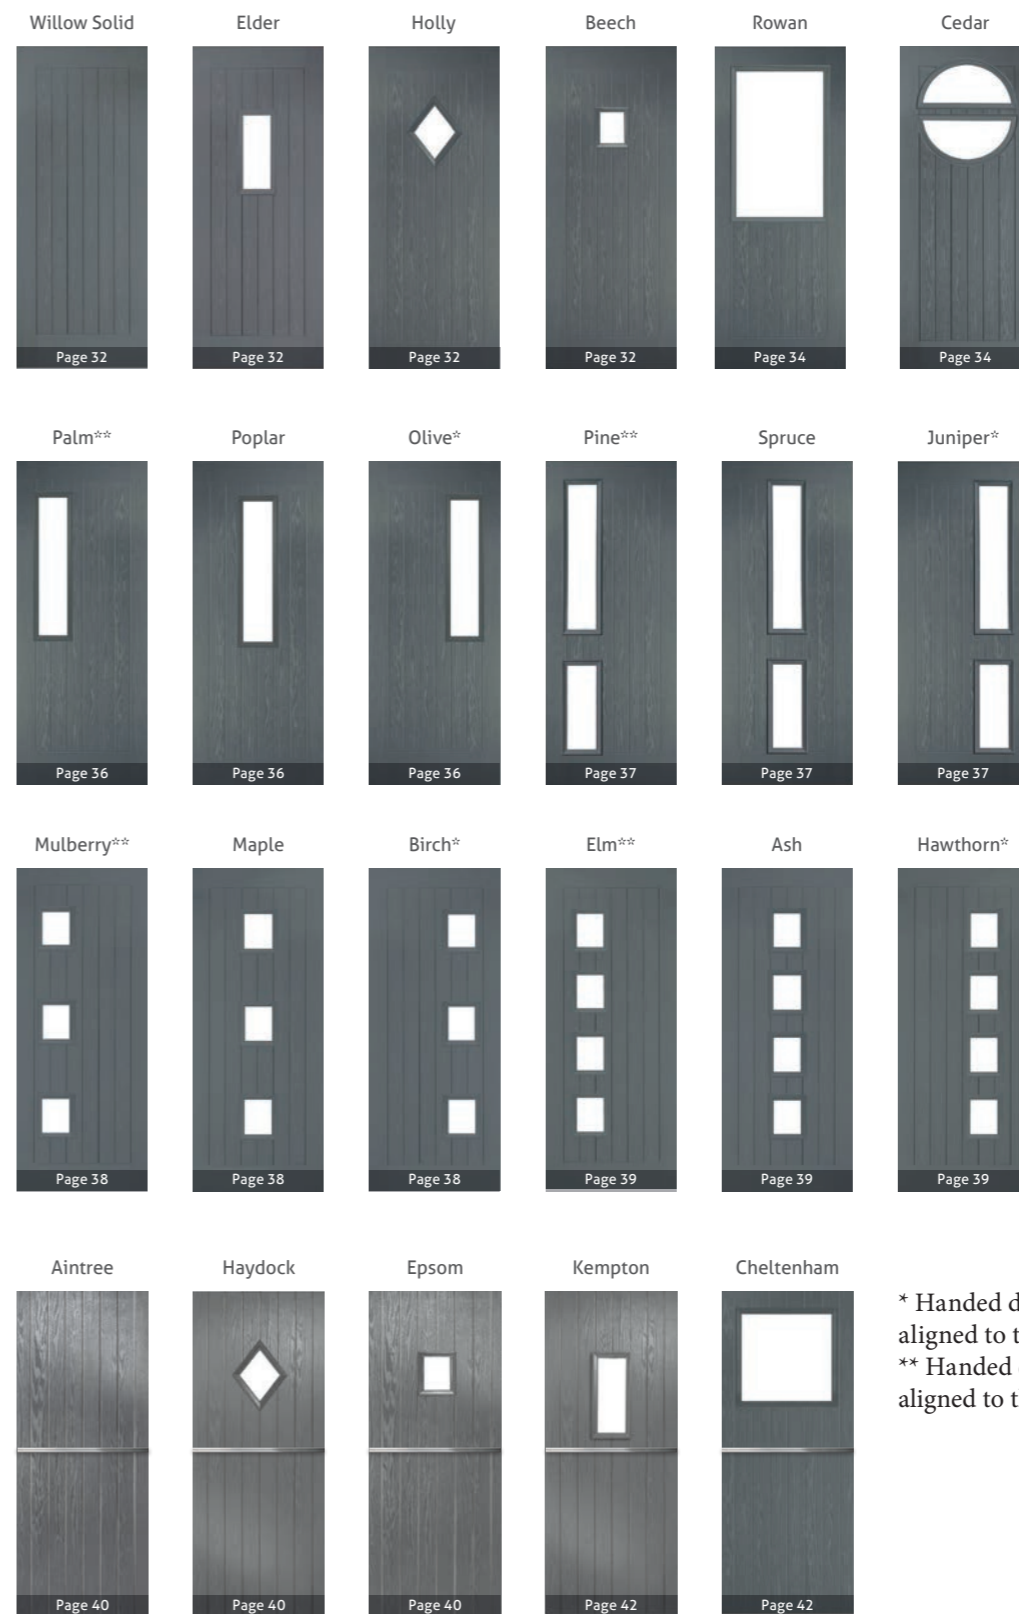 Willow Solid Elder Holly Beech Rowan Cedar
Page 32 Page 32 Page 32 Page 32 Page 34 Page 34
Palm** Poplar Olive* Pine** Spruce Juniper*
Page 36 Page 36 Page 36 Page 37 Page 37 Page 37
Mulberry** Maple Birch* Elm** Ash Hawthorn*
Page 38 Page 38 Page 38 Page 39 Page 39 Page 39
Aintree Haydock Epsom Kempton Cheltenham
* Handed d
aligned to t
** Handed
aligned to t
Page 40 Page 40 Page 40 Page 42 Page 42